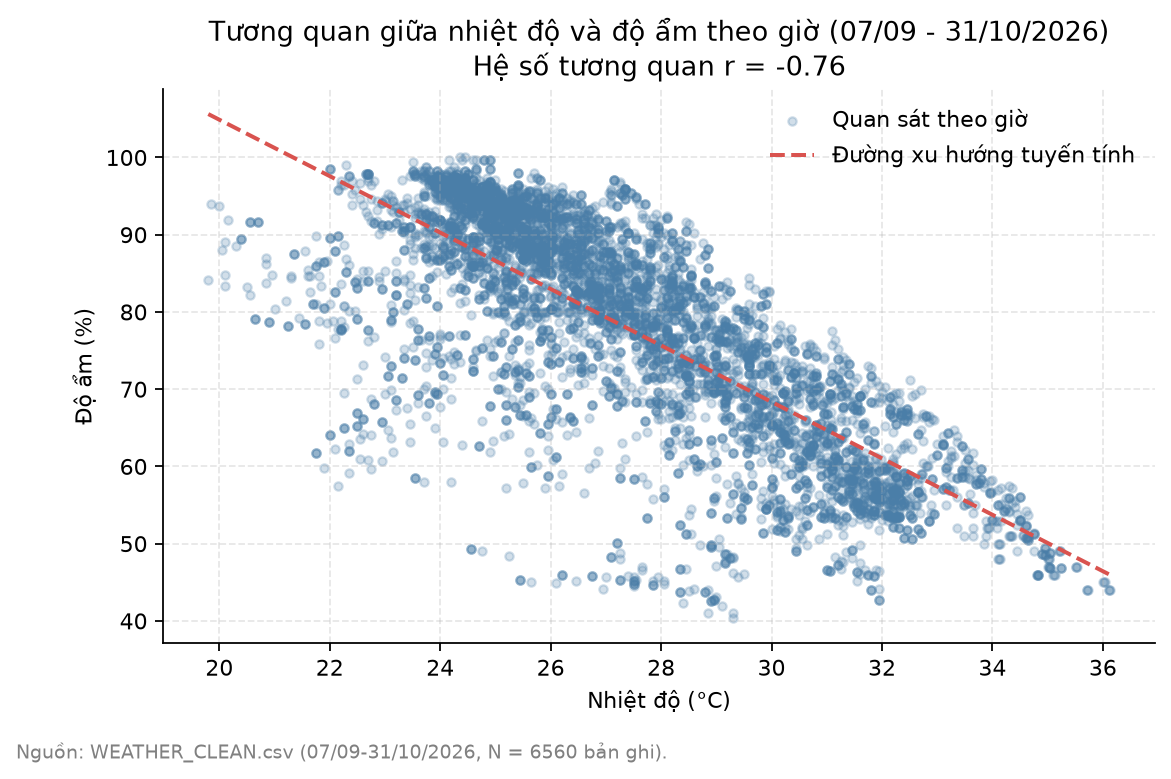 Tương quan giữa nhiệt độ và độ ẩm theo giờ (07/09 - 31/10/2026)
Hệ số tương quan r = -0.76
Quan sát theo giờ
Đường xu hướng tuyến tính
100
90
80
70
60
50
40
Độ ẩm (%)
20 22 24 26 28 30 32 34 36
Nhiệt độ (°C)
Nguồn: WEATHER_CLEAN.csv (07/09-31/10/2026, N = 6560 bản ghi).